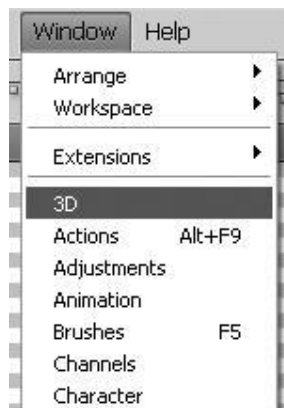 Window Help
Arrange
Workspace
Extensions
3D
Actions Alt+F9
Adjustments
Animation
Brushes F5
Channels
Character